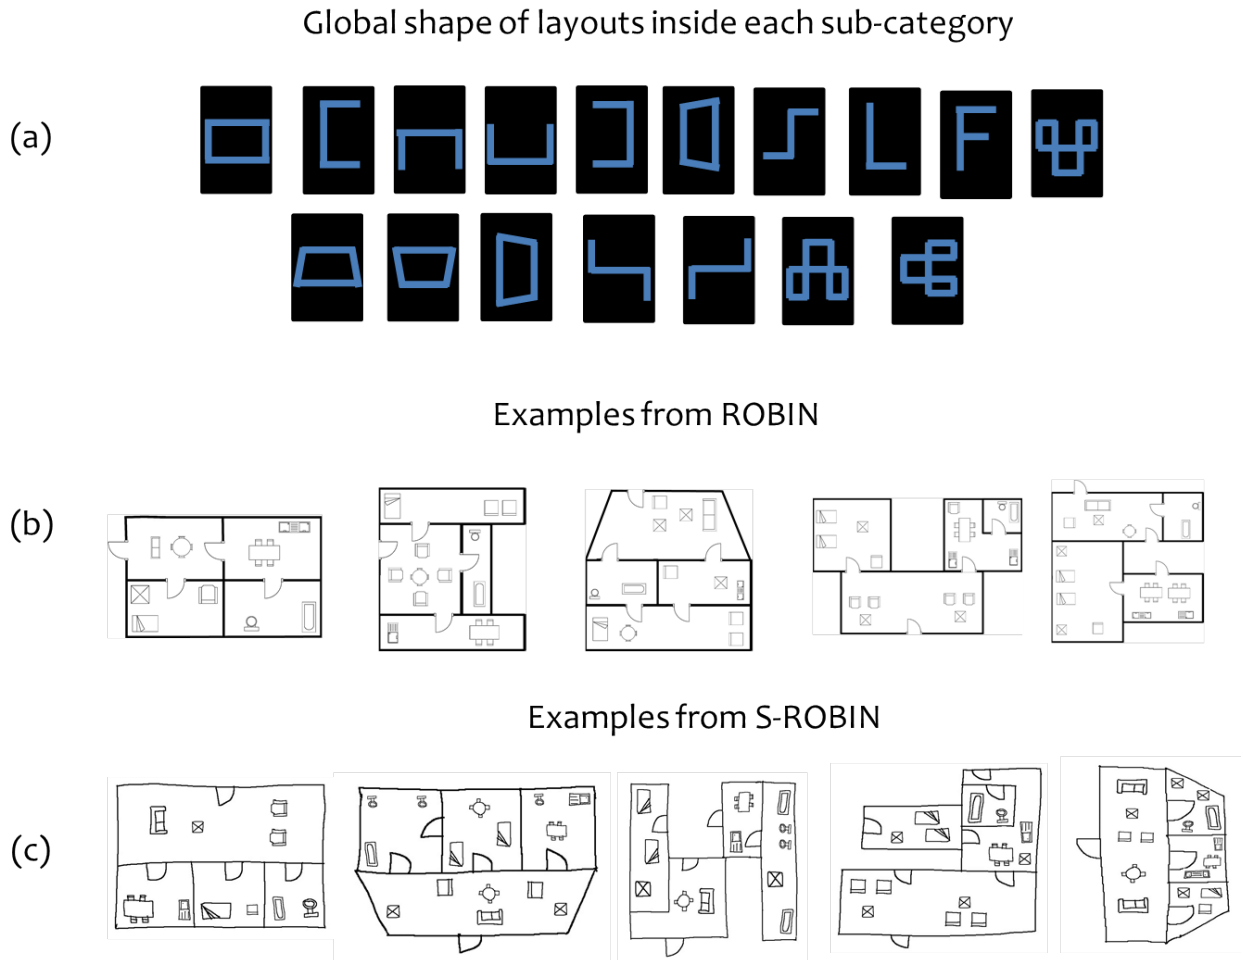 Global shape of layouts inside each sub-category
(a)
Examples from ROBIN
(b)
Examples from S-ROBIN
(c)